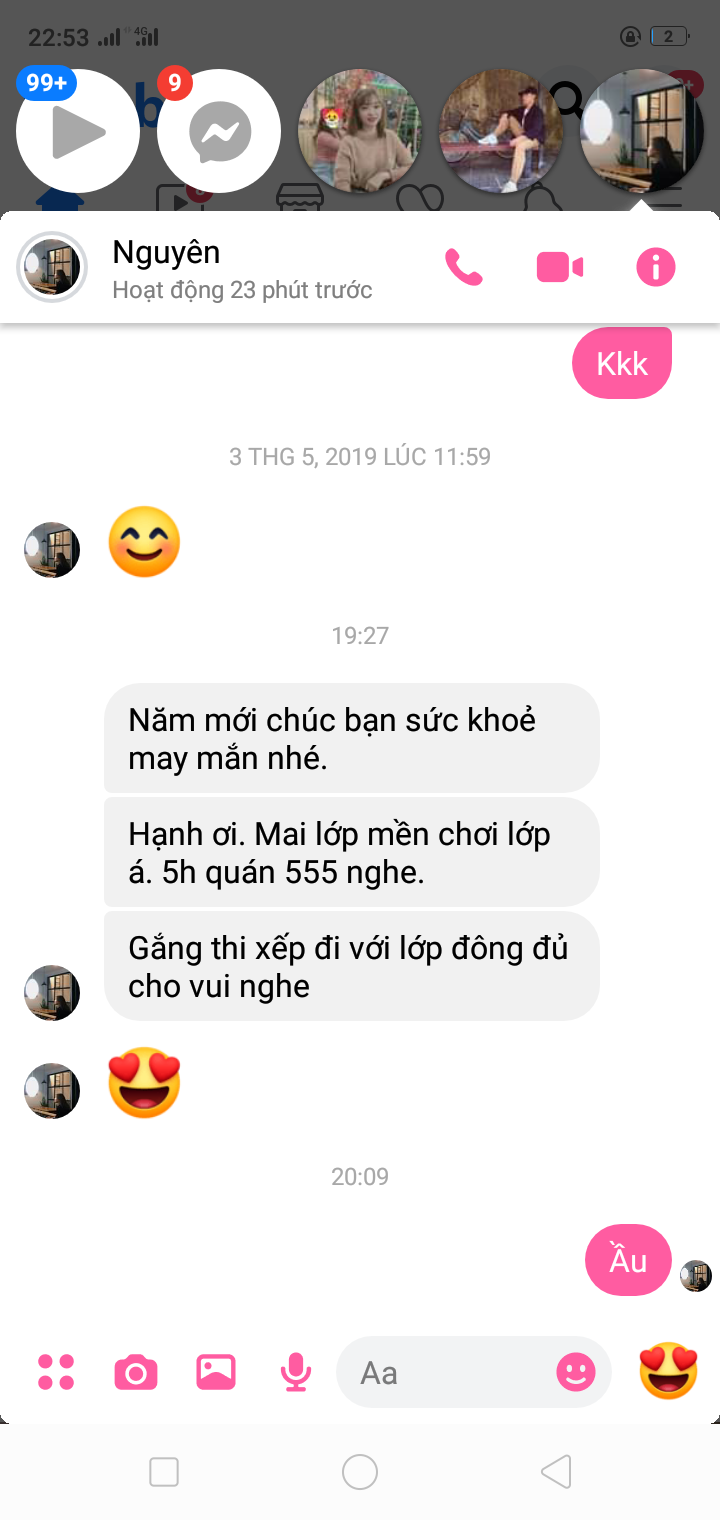 22:53
4G
2
99+
9
b
Nguyên
Hoạt động 23 phút trước
Kkk
3 THG 5, 2019 LÚC 11:59
19:27
Năm mới chúc bạn sức khoẻ
may mắn nhé.
Hạnh ơi. Mai lớp mền chơi lớp
á. 5h quán 555 nghe.
Gắng thi xếp đi với lớp đông đủ
cho vui nghe
20:09
Ầu
Aa